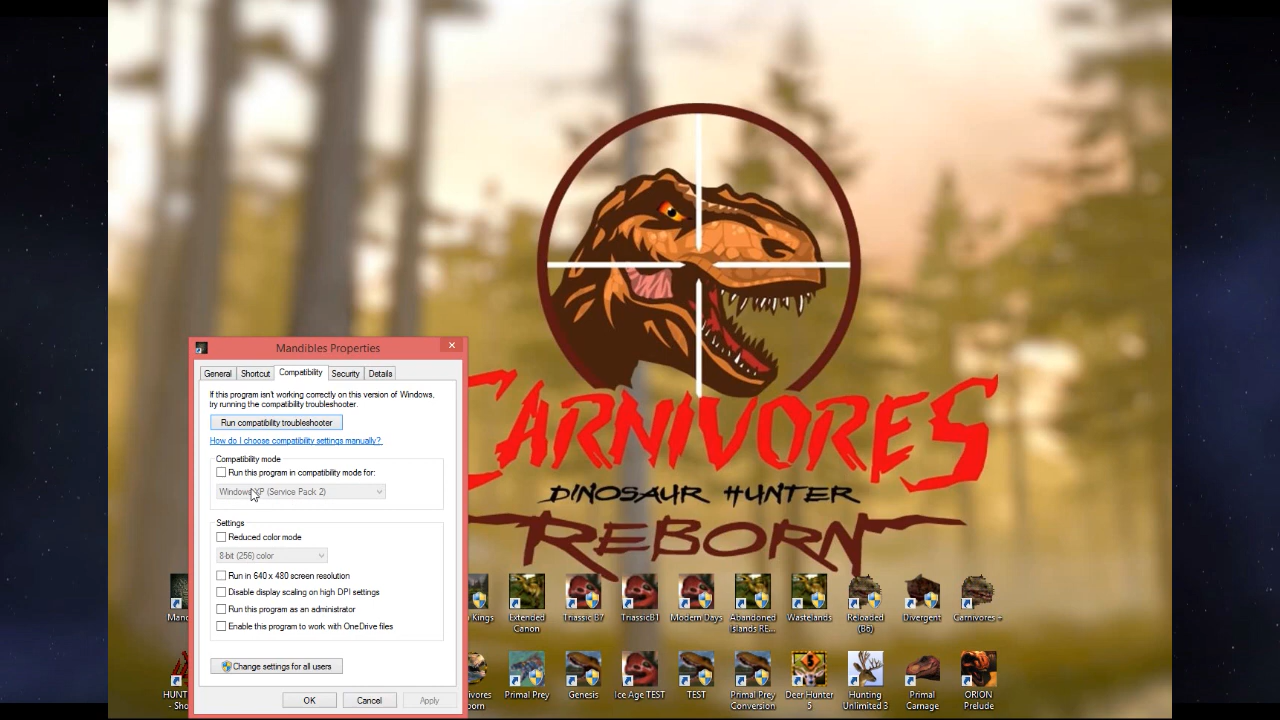 CARNIVORES
DINOSAUR HUNTER
REBORN
Mandibles Properties
General Shortcut Compatibility Security Details
If this program isn't working correctly on this version of Windows,
try running the compatibility troubleshooter.
Run compatibility troubleshooter
How do I choose compatibility settings manually?
Compatibility mode
Run this program in compatibility mode for:
Windows XP (Service Pack 2)
Settings
Reduced color mode
8-bit (256) color
Run in 640 x 480 screen resolution
Disable display scaling on high DPI settings
Run this program as an administrator
Enable this program to work with OneDrive files
Change settings for all users
OK Cancel Apply
Mand
Kings
Extended
Canon
Triassic B7
TriassicB1
Modern Days
Abandoned
Islands RE...
Wastelands
Reloaded
(B6)
Divergent
Carnivores +
HUNT
- Sho
ivores
born
Primal Prey
Genesis
Ice Age TEST
TEST
Primal Prey
Conversion
Deer Hunter
5
Hunting
Unlimited 3
Primal
Carnage
ORION
Prelude